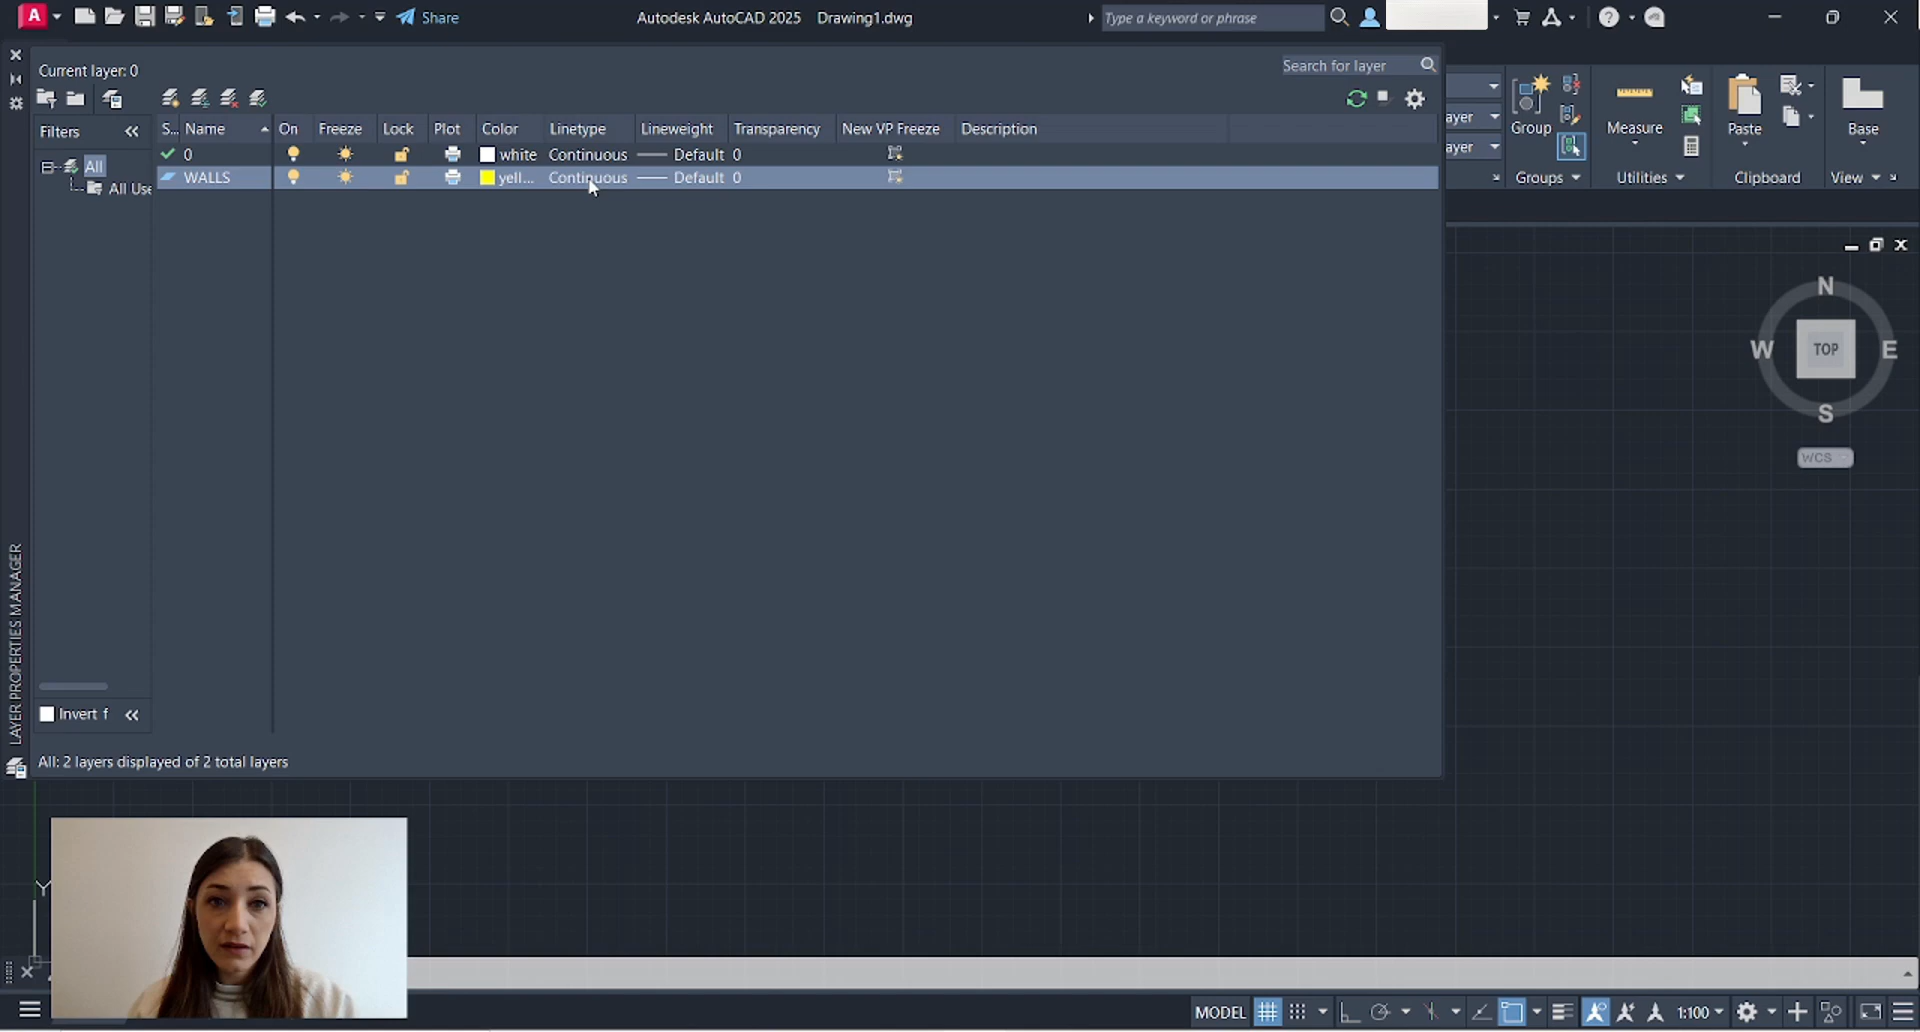 A Share Autodesk AutoCAD 2025 Drawing1.dwg Type a keyword or phrase
Current layer: 0 Search for layer
Filters S... Name On Freeze Lock Plot Color Linetype Lineweight Transparency New VP Freeze Description
0 white Continuous Default 0
WALLS yell... Continuous Default 0
All
All Use
Invert f
All: 2 layers displayed of 2 total layers
LAYER PROPERTIES MANAGER
ayer
ayer
Group Measure Paste Base
Groups Utilities Clipboard View
N
W TOP E
S
WCS
Y
MODEL 1:100